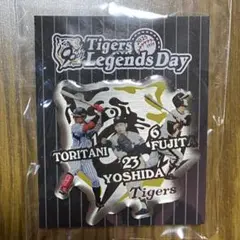 Tigers
Legends Day
TORITANI
6
FUJITA
23
YOSHIDA
Tigers